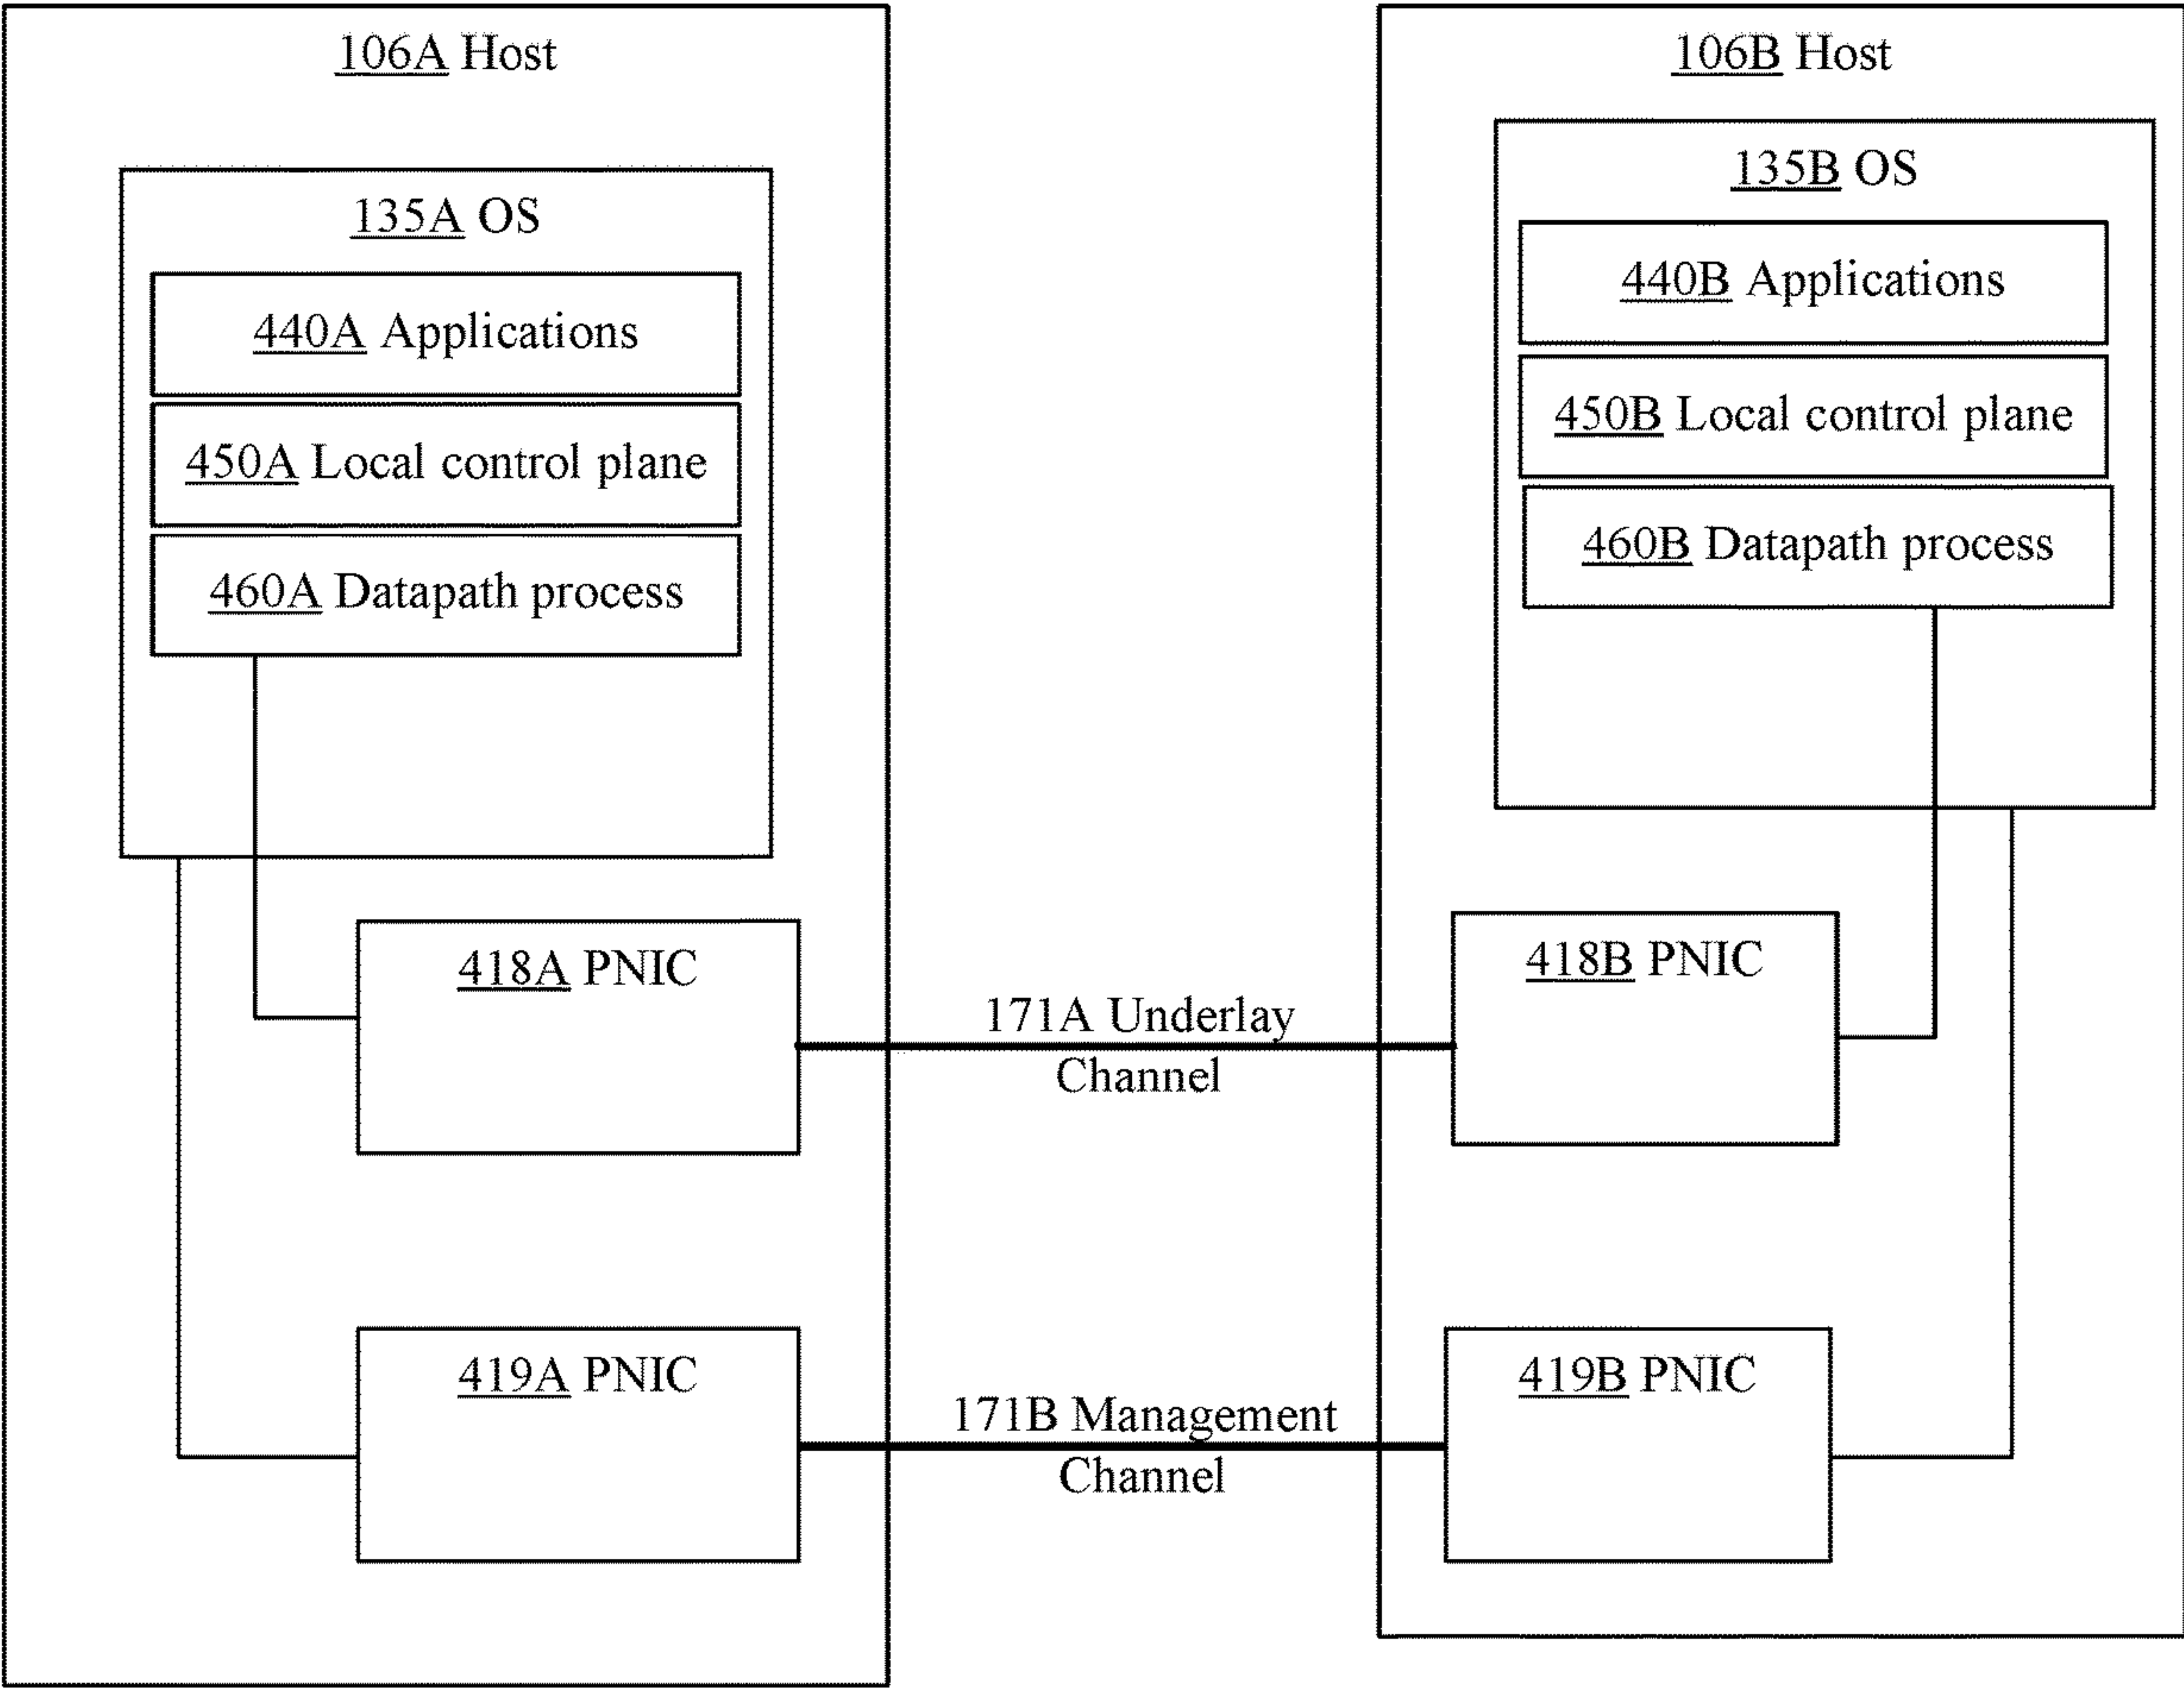 106A Host
135A OS
440A Applications
450A Local control plane
460A Datapath process
418A PNIC
419A PNIC
171A Underlay
Channel
171B Management
Channel
106B Host
135B OS
440B Applications
450B Local control plane
460B Datapath process
418B PNIC
419B PNIC